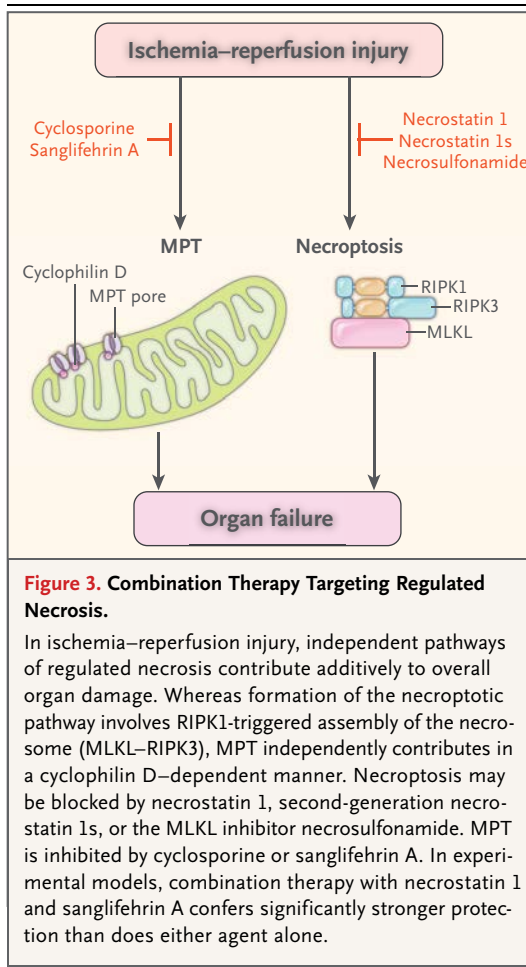 Ischemia–reperfusion injury
Cyclosporine
Sanglifehrin A
Necrostatin 1
Necrostatin 1s
Necrosulfonamide
MPT
Necroptosis
Cyclophilin D
MPT pore
RIPK1
RIPK3
MLKL
Organ failure
Figure 3. Combination Therapy Targeting Regulated
Necrosis.
In ischemia–reperfusion injury, independent pathways
of regulated necrosis contribute additively to overall
organ damage. Whereas formation of the necroptotic
pathway involves RIPK1-triggered assembly of the necro-
some (MLKL–RIPK3), MPT independently contributes in
a cyclophilin D–dependent manner. Necroptosis may
be blocked by necrostatin 1, second-generation necro-
statin 1s, or the MLKL inhibitor necrosulfonamide. MPT
is inhibited by cyclosporine or sanglifehrin A. In experi-
mental models, combination therapy with necrostatin 1
and sanglifehrin A confers significantly stronger protec-
tion than does either agent alone.